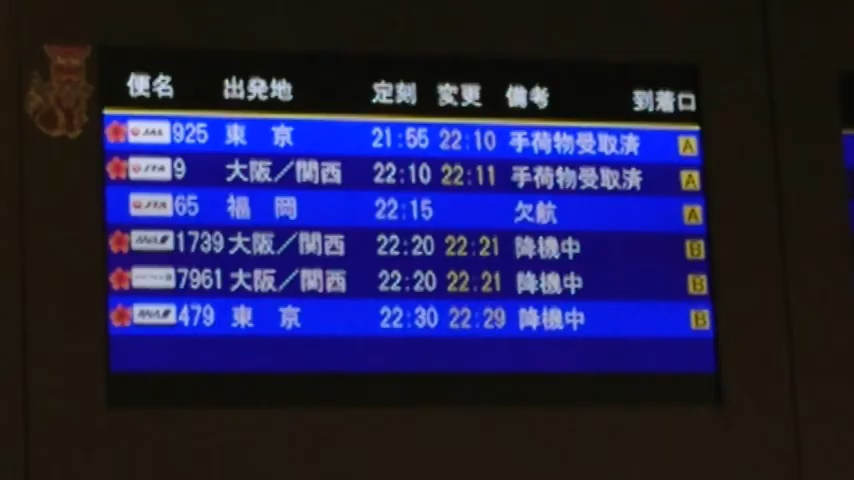 便名 出発地 定刻 変更 備考 到着口
JAL 925 東京 21:55 22:10 手荷物受取済 A
JTA 9 大阪／関西 22:10 22:11 手荷物受取済 A
JTA 65 福岡 22:15 欠航 A
ANA 1739 大阪／関西 22:20 22:21 降機中 B
7961 大阪／関西 22:20 22:21 降機中 B
ANA 479 東京 22:30 22:29 降機中 B